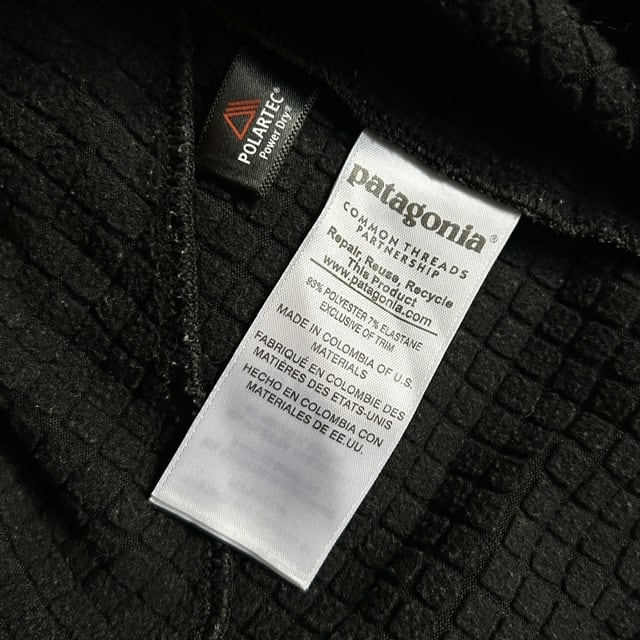 POLARTEC®
Power Dry®
patagonia®
COMMON THREADS
PARTNERSHIP
Repair, Reuse, Recycle
This Product
www.patagonia.com
93% POLYESTER 7% ELASTANE
EXCLUSIVE OF TRIM
MADE IN COLOMBIA OF U.S.
MATERIALS
FABRIQUÉ EN COLOMBIE DES
MATIÈRES DES ETATS-UNIS
HECHO EN COLOMBIA CON
MATERIALES DE EE.UU.